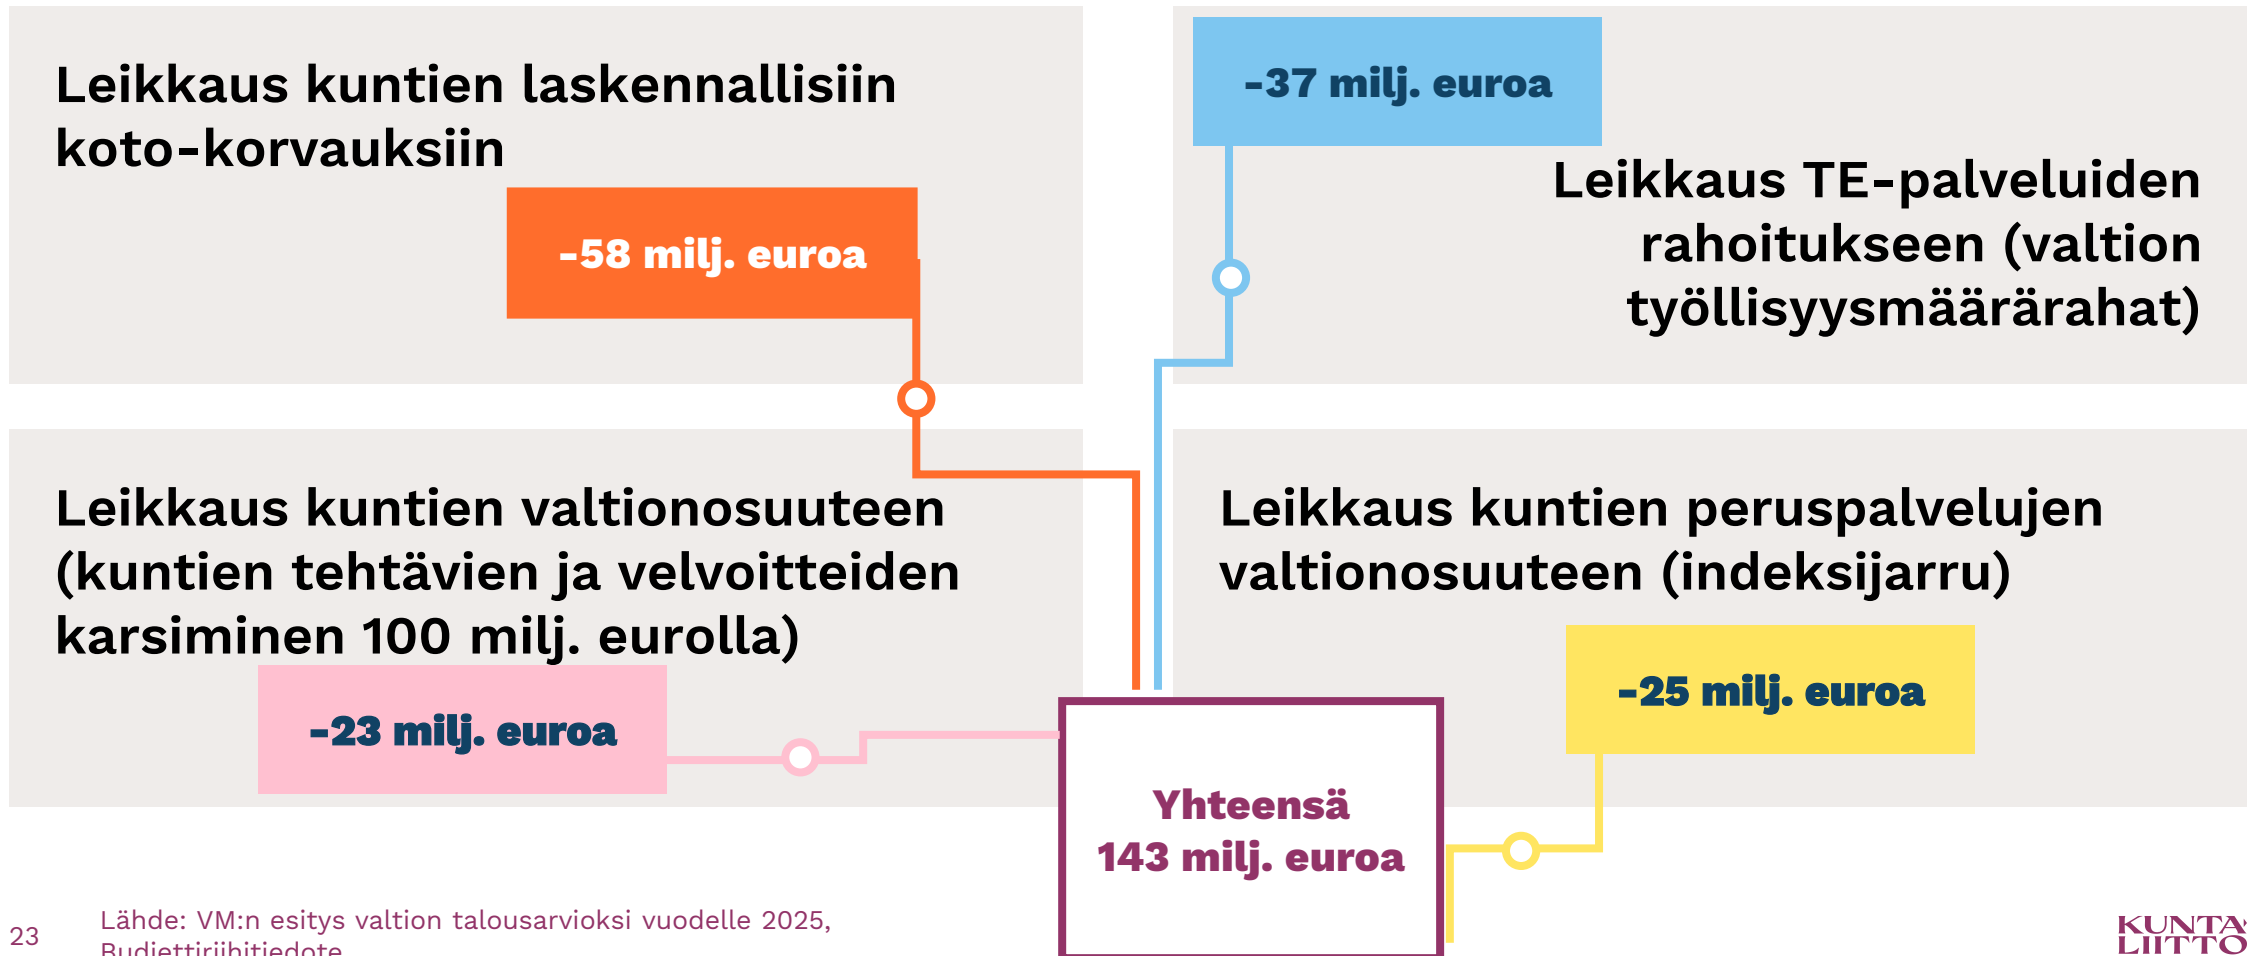 Leikkaus kuntien laskennallisiin
koto-korvauksiin
-58 milj. euroa
-37 milj. euroa
Leikkaus TE-palveluiden
rahoitukseen (valtion
työllisyysmäärärahat)
Leikkaus kuntien valtionosuuteen
(kuntien tehtävien ja velvoitteiden
karsiminen 100 milj. eurolla)
-23 milj. euroa
Leikkaus kuntien peruspalvelujen
valtionosuuteen (indeksijarru)
-25 milj. euroa
Yhteensä
143 milj. euroa
23
Lähde: VM:n esitys valtion talousarvioksi vuodelle 2025,
Budjettiriihitiedote
KUNTA
LIITTO